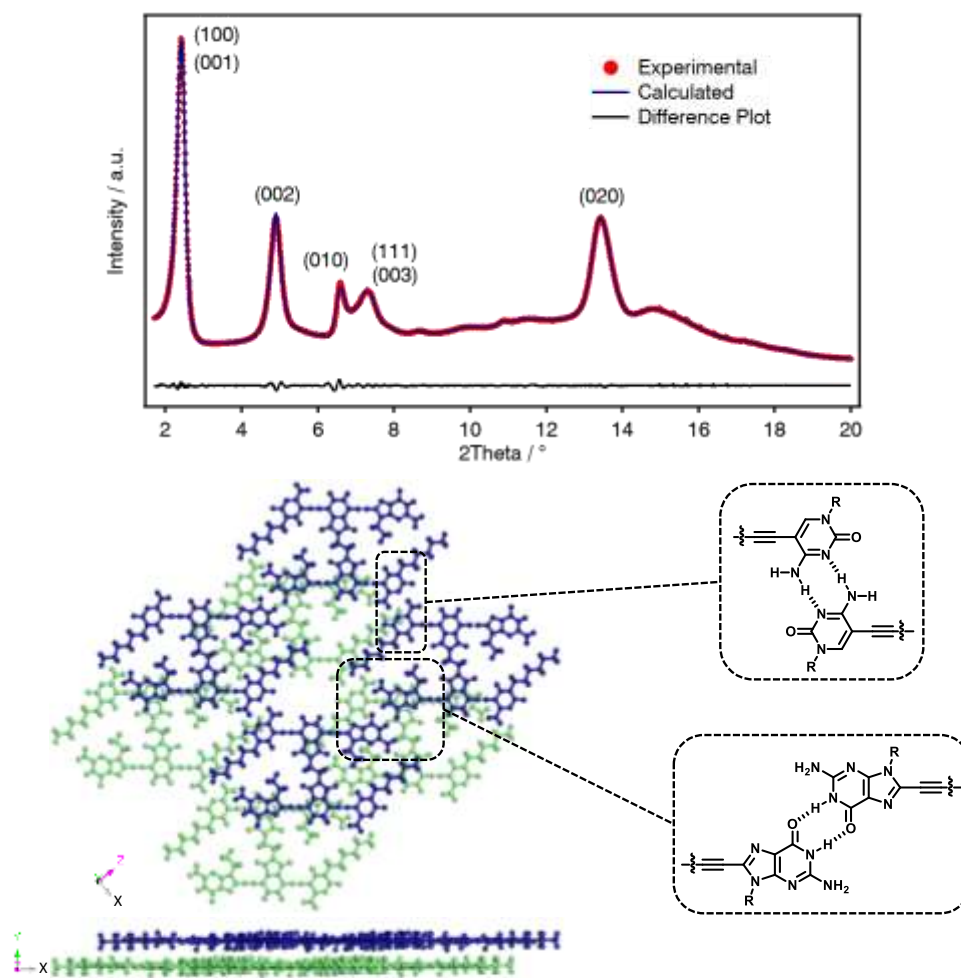 (100)
(001)
(002)
(010)
(111)
(003)
(020)
Experimental
Calculated
Difference Plot
Intensity / a.u.
2 4 6 8 10 12 14 16 18 20
2Theta / °
R
N
O
N
H-N
H
H
N-H
N
O
N
R
R
H₂N
N
N
N
N
H
O
O
N
N
H
N
N
N
NH₂
R
Z
X
Y
X